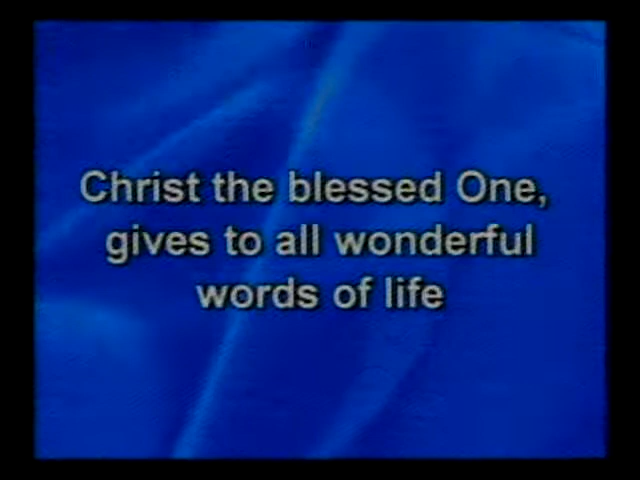 Christ the blessed One,
gives to all wonderful
words of life